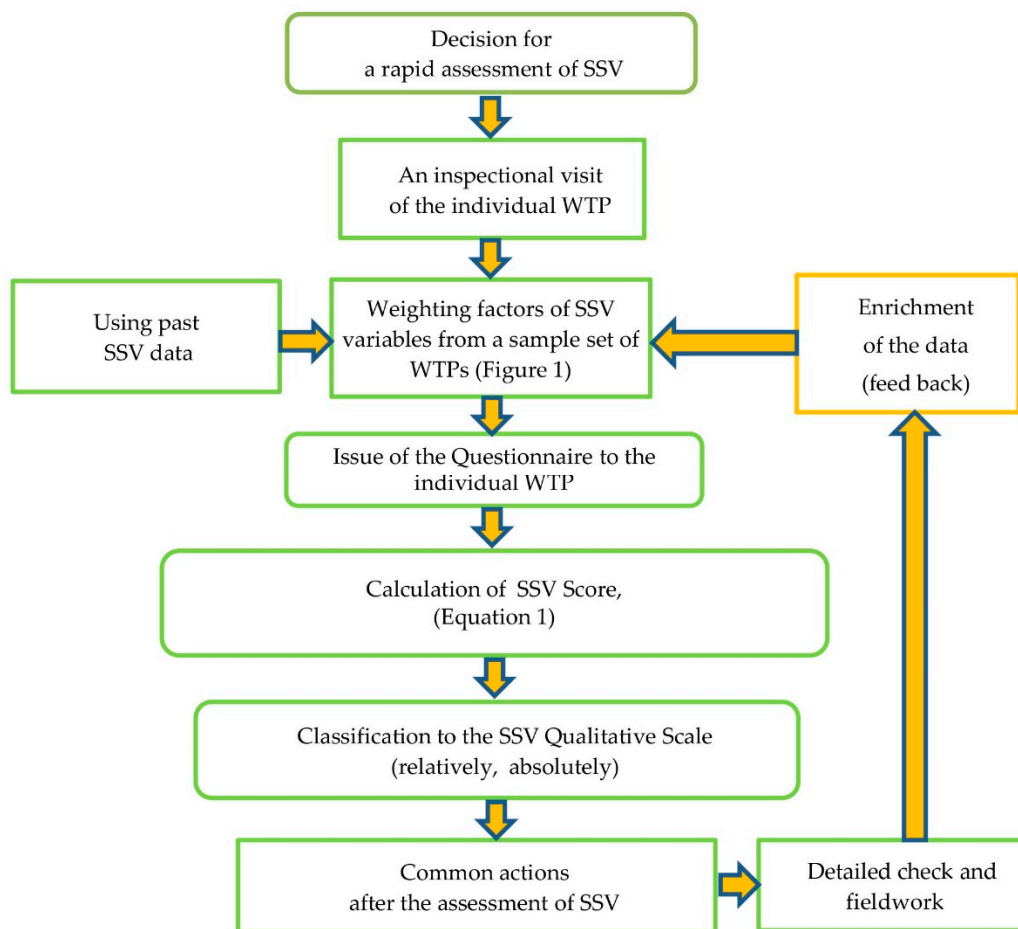 Decision for
a rapid assessment of SSV
An inspectional visit
of the individual WTP
Using past
SSV data
Weighting factors of SSV
variables from a sample set of
WTPs (Figure 1)
Enrichment
of the data
(feed back)
Issue of the Questionnaire to the
individual WTP
Calculation of SSV Score,
(Equation 1)
Classification to the SSV Qualitative Scale
(relatively, absolutely)
Common actions
after the assessment of SSV
Detailed check and
fieldwork